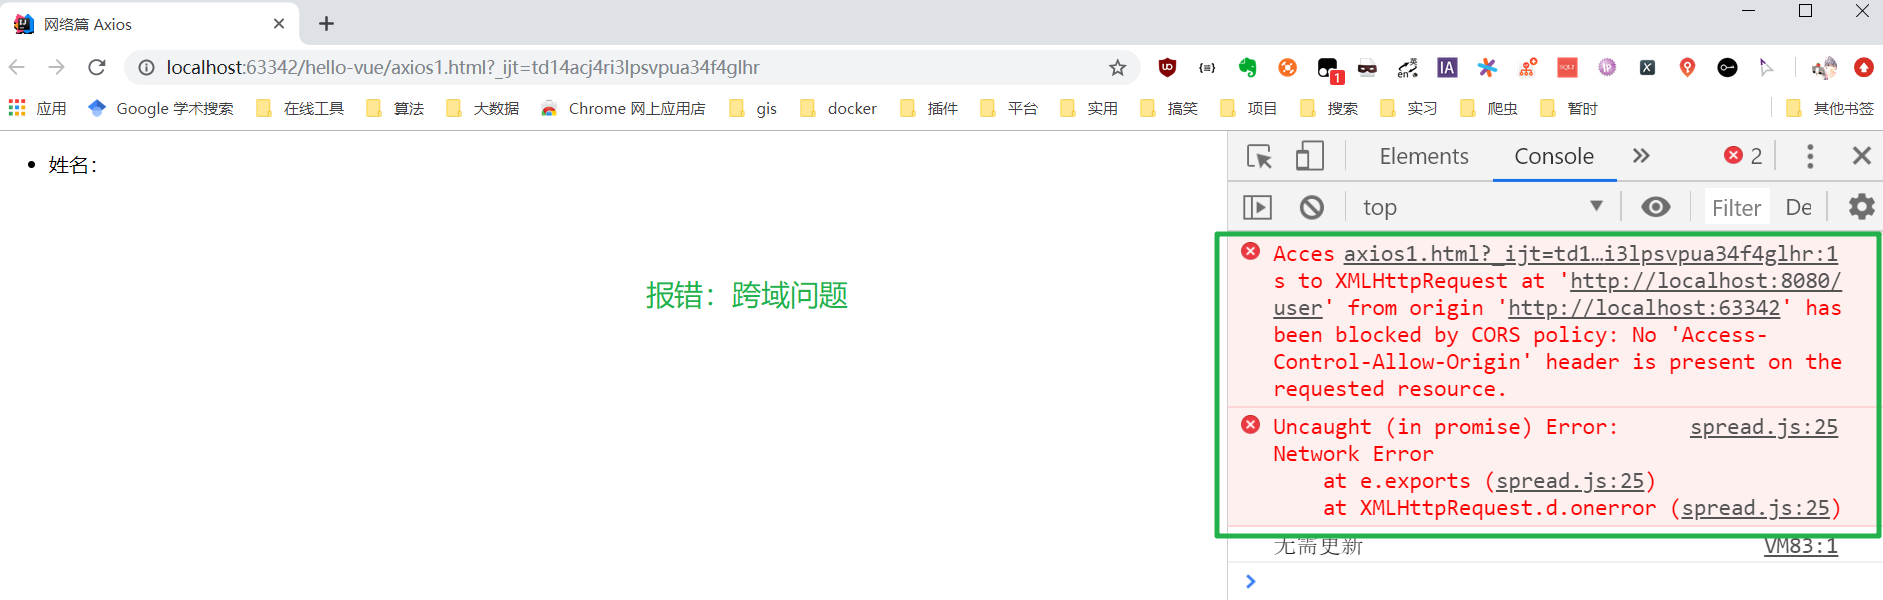 网络篇 Axios
localhost:63342/hello-vue/axios1.html?_ijt=td14acj4ri3lpsvpua34f4glhr
应用 Google 学术搜索 在线工具 算法 大数据 Chrome 网上应用店 gis docker 插件 平台 实用 搞笑 项目 搜索 实习 爬虫 暂时 其他书签
姓名：
报错：跨域问题
Elements Console 2
top Filter De
Acces axios1.html?_ijt=td1…i3lpsvpua34f4glhr:1
s to XMLHttpRequest at 'http://localhost:8080/
user' from origin 'http://localhost:63342' has
been blocked by CORS policy: No 'Access-
Control-Allow-Origin' header is present on the
requested resource.
Uncaught (in promise) Error: spread.js:25
Network Error
at e.exports (spread.js:25)
at XMLHttpRequest.d.onerror (spread.js:25)
无需更新 VM83:1